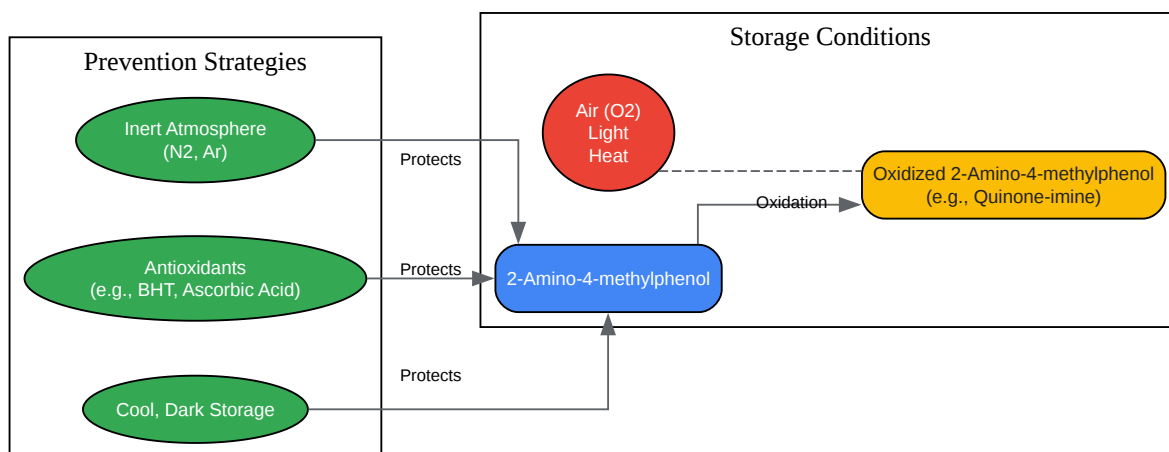 Prevention Strategies
Inert Atmosphere
(N2, Ar)
Protects
Antioxidants
(e.g., BHT, Ascorbic Acid)
Protects
Cool, Dark Storage
Protects
Storage Conditions
Air (O2)
Light
Heat
2-Amino-4-methylphenol
Oxidation
Oxidized 2-Amino-4-methylphenol
(e.g., Quinone-imine)